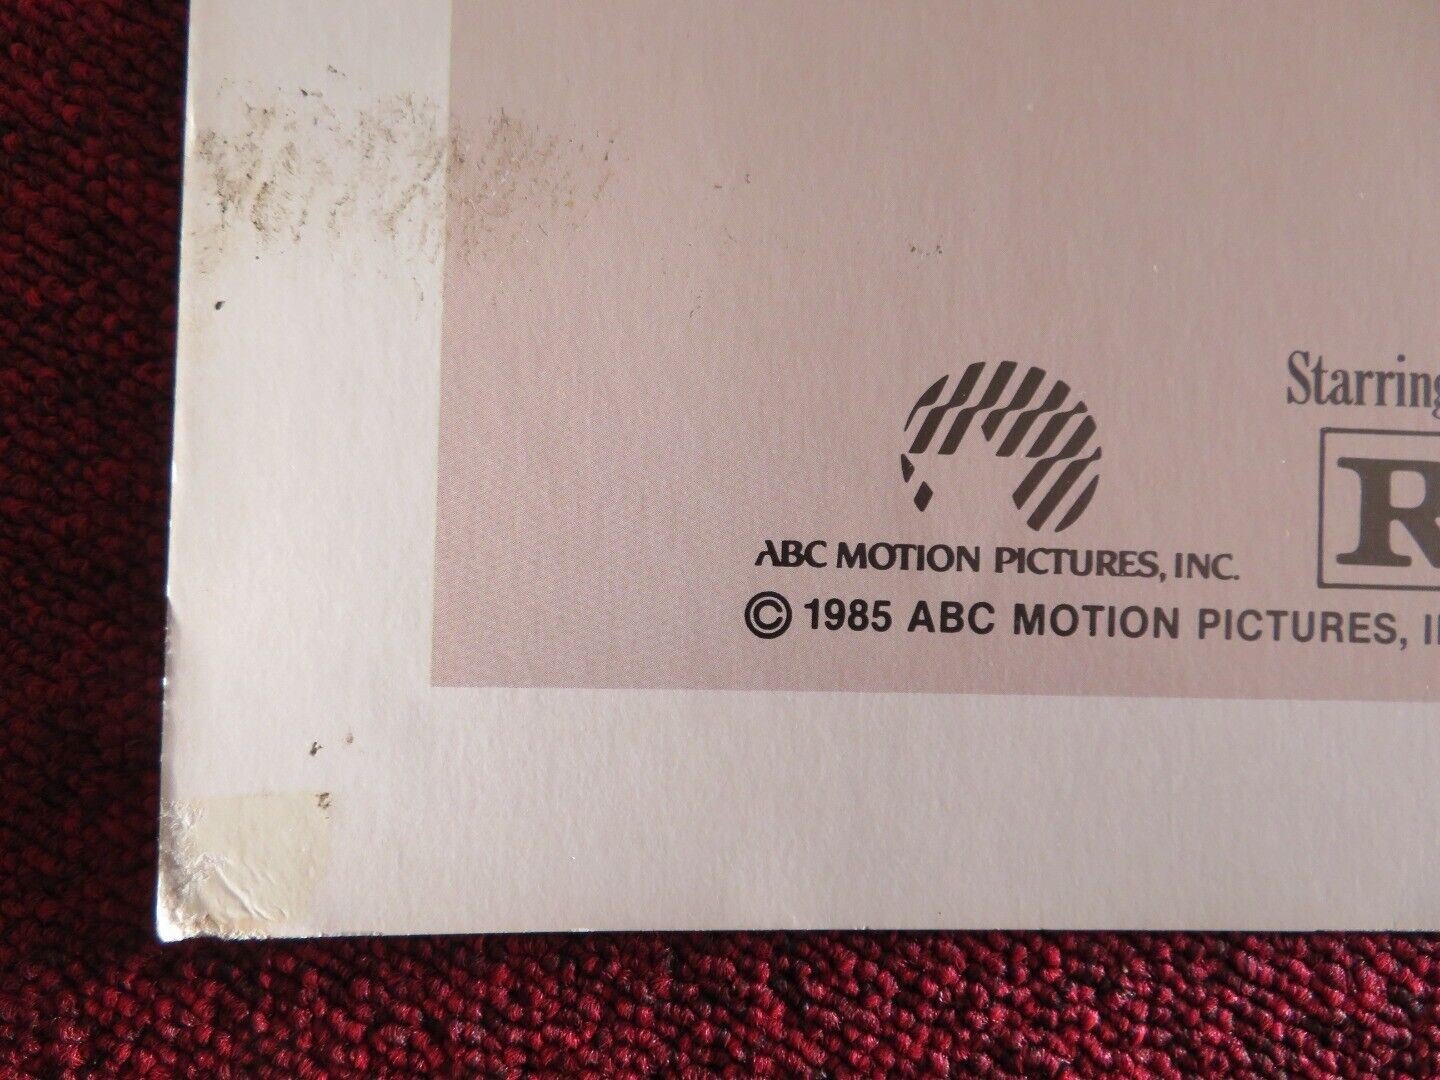 Starring
R
ABC MOTION PICTURES, INC.
© 1985 ABC MOTION PICTURES,